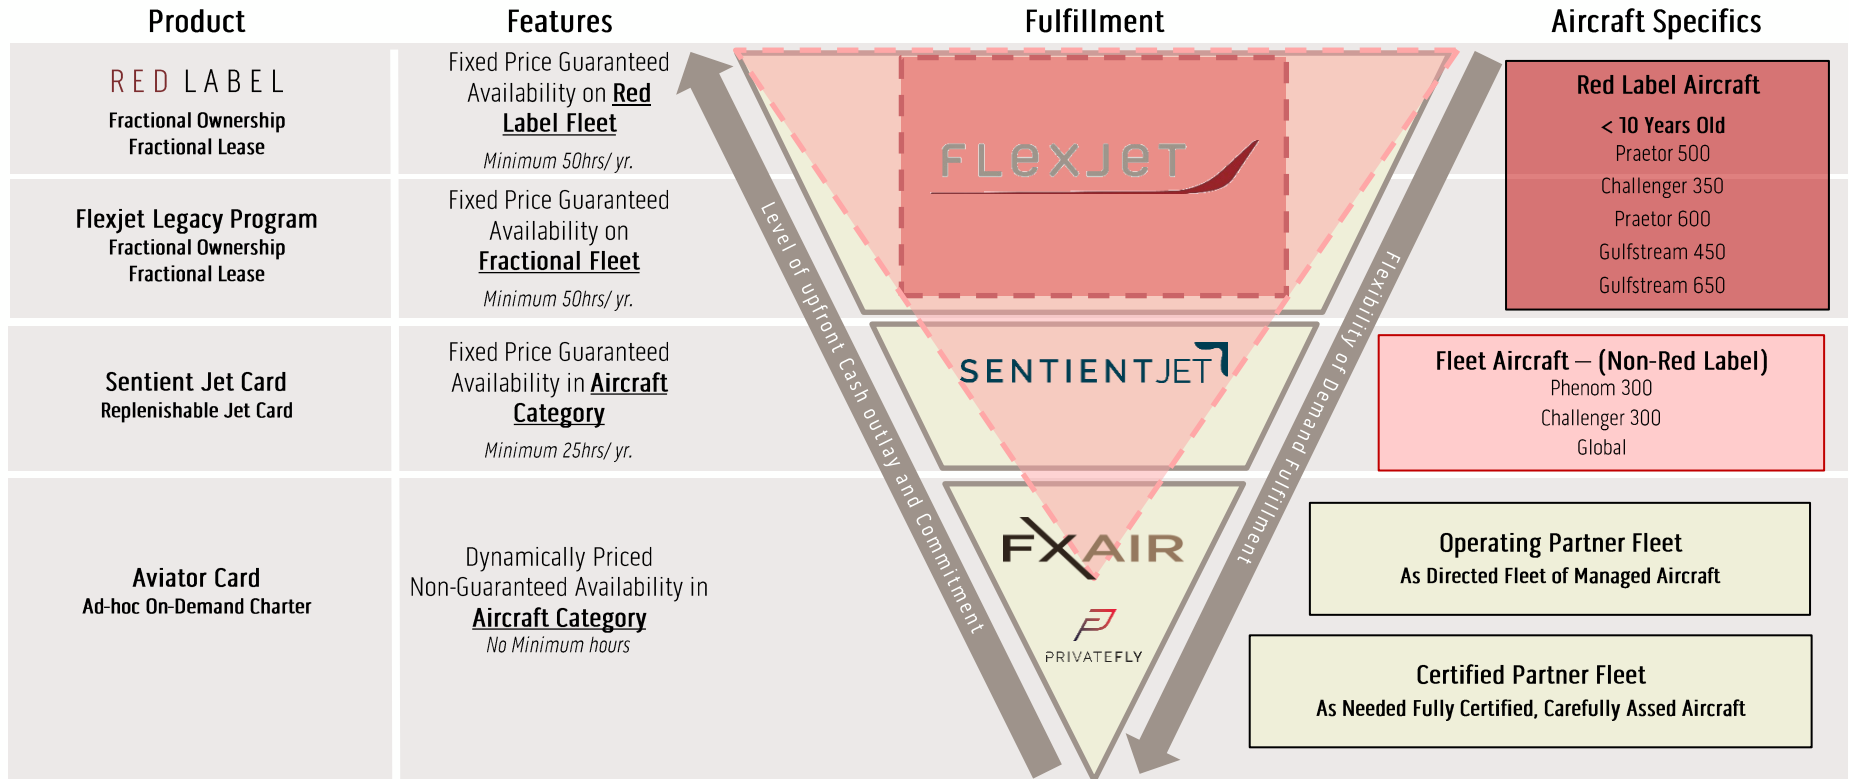 Product
Features
Fulfillment
Aircraft Specifics
RED LABEL
Fractional Ownership
Fractional Lease
Fixed Price Guaranteed
Availability on Red
Label Fleet
Minimum 50hrs/ yr.
Flexjet Legacy Program
Fractional Ownership
Fractional Lease
Fixed Price Guaranteed
Availability on
Fractional Fleet
Minimum 50hrs/ yr.
Sentient Jet Card
Replenishable Jet Card
Fixed Price Guaranteed
Availability in Aircraft
Category
Minimum 25hrs/ yr.
Aviator Card
Ad-hoc On-Demand Charter
Dynamically Priced
Non-Guaranteed Availability in
Aircraft Category
No Minimum hours
Level of upfront Cash outlay and Commitment
FLEXJET
SENTIENTJET
FXAIR
PRIVATEFLY
Flexibility of Demand Fulfillment
Red Label Aircraft
< 10 Years Old
Praetor 500
Challenger 350
Praetor 600
Gulfstream 450
Gulfstream 650
Fleet Aircraft – (Non-Red Label)
Phenom 300
Challenger 300
Global
Operating Partner Fleet
As Directed Fleet of Managed Aircraft
Certified Partner Fleet
As Needed Fully Certified, Carefully Assed Aircraft